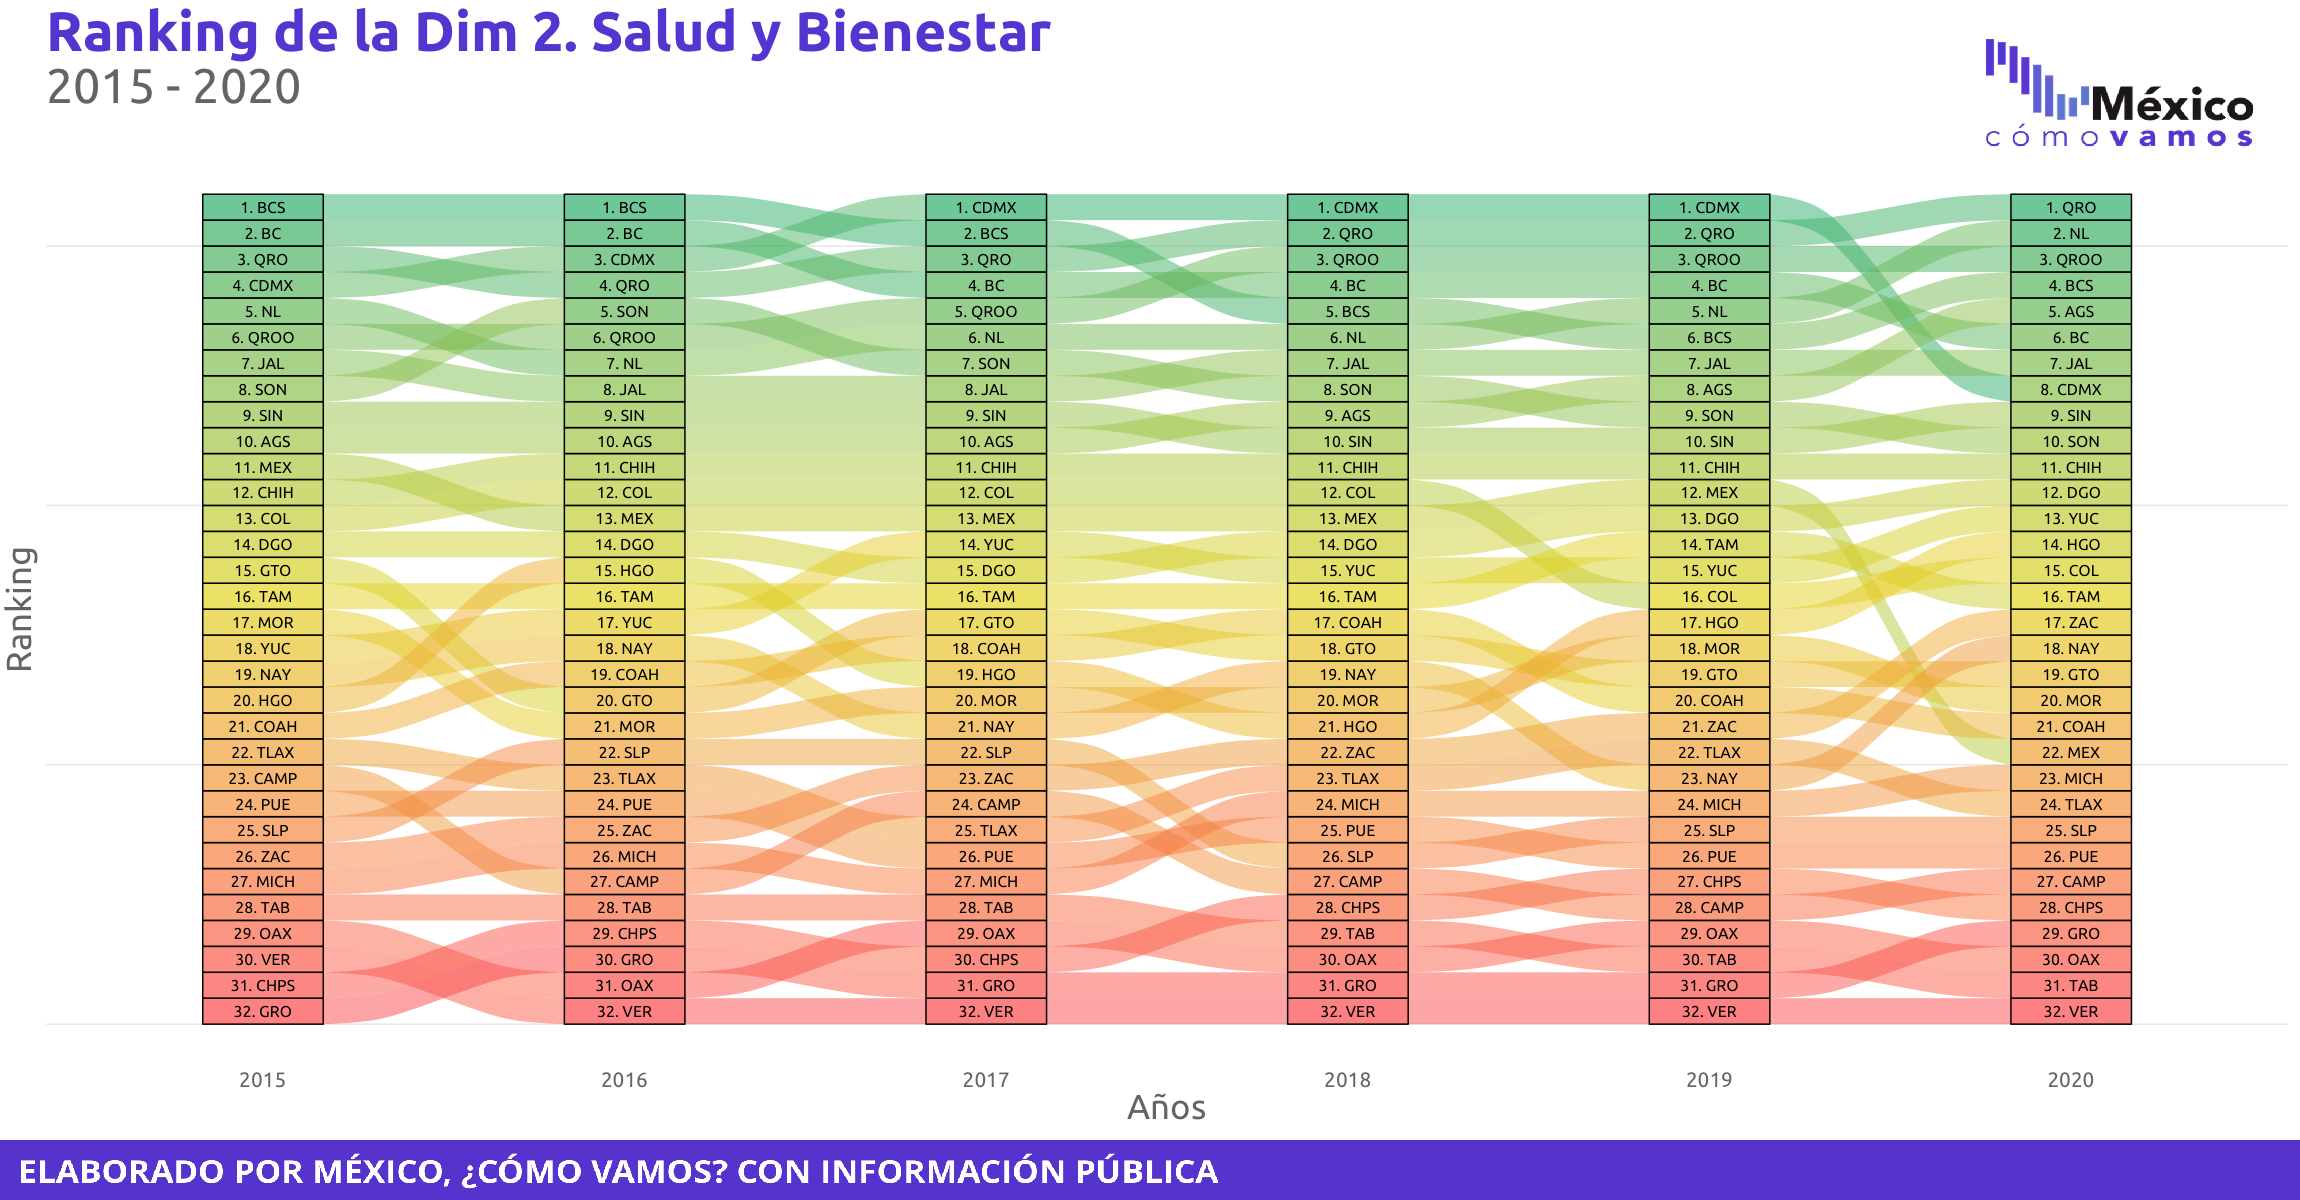 Ranking de la Dim 2. Salud y Bienestar
2015 - 2020
México
cómovamos
Ranking
1. BCS 1. BCS 1. CDMX 1. CDMX 1. CDMX 1. QRO
2. BC 2. BC 2. BCS 2. QRO 2. QRO 2. NL
3. QRO 3. CDMX 3. QRO 3. QROO 3. QROO 3. QROO
4. CDMX 4. QRO 4. BC 4. BC 4. BC 4. BCS
5. NL 5. SON 5. QROO 5. BCS 5. NL 5. AGS
6. QROO 6. QROO 6. NL 6. NL 6. BCS 6. BC
7. JAL 7. NL 7. SON 7. JAL 7. JAL 7. JAL
8. SON 8. JAL 8. JAL 8. SON 8. AGS 8. CDMX
9. SIN 9. SIN 9. SIN 9. AGS 9. SON 9. SIN
10. AGS 10. AGS 10. AGS 10. SIN 10. SIN 10. SON
11. MEX 11. CHIH 11. CHIH 11. CHIH 11. CHIH 11. CHIH
12. CHIH 12. COL 12. COL 12. COL 12. MEX 12. DGO
13. COL 13. MEX 13. MEX 13. MEX 13. DGO 13. YUC
14. DGO 14. DGO 14. YUC 14. DGO 14. TAM 14. HGO
15. GTO 15. HGO 15. DGO 15. YUC 15. YUC 15. COL
16. TAM 16. TAM 16. TAM 16. TAM 16. COL 16. TAM
17. MOR 17. YUC 17. GTO 17. COAH 17. HGO 17. ZAC
18. YUC 18. NAY 18. COAH 18. GTO 18. MOR 18. NAY
19. NAY 19. COAH 19. HGO 19. NAY 19. GTO 19. GTO
20. HGO 20. GTO 20. MOR 20. MOR 20. COAH 20. MOR
21. COAH 21. MOR 21. NAY 21. HGO 21. ZAC 21. COAH
22. TLAX 22. SLP 22. SLP 22. ZAC 22. TLAX 22. MEX
23. CAMP 23. TLAX 23. ZAC 23. TLAX 23. NAY 23. MICH
24. PUE 24. PUE 24. CAMP 24. MICH 24. MICH 24. TLAX
25. SLP 25. ZAC 25. TLAX 25. PUE 25. SLP 25. SLP
26. ZAC 26. MICH 26. PUE 26. SLP 26. PUE 26. PUE
27. MICH 27. CAMP 27. MICH 27. CAMP 27. CHPS 27. CAMP
28. TAB 28. TAB 28. TAB 28. CHPS 28. CAMP 28. CHPS
29. OAX 29. CHPS 29. OAX 29. TAB 29. OAX 29. GRO
30. VER 30. GRO 30. CHPS 30. OAX 30. TAB 30. OAX
31. CHPS 31. OAX 31. GRO 31. GRO 31. GRO 31. TAB
32. GRO 32. VER 32. VER 32. VER 32. VER 32. VER
2015 2016 2017 2018 2019 2020
Años
ELABORADO POR MÉXICO, ¿CÓMO VAMOS? CON INFORMACIÓN PÚBLICA